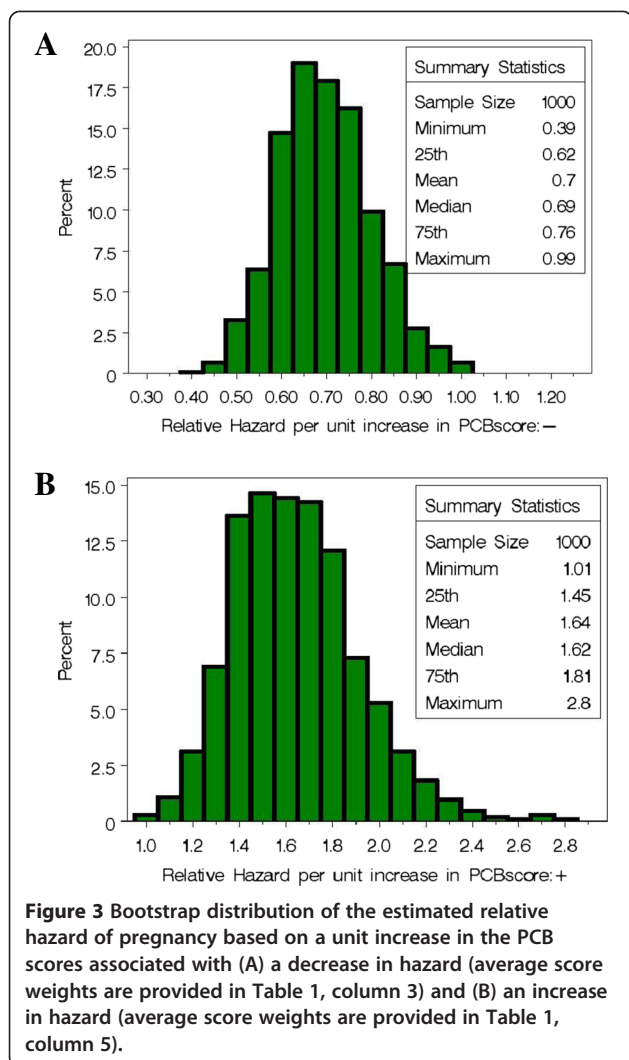 A
20.0
17.5
15.0
12.5
10.0
7.5
5.0
2.5
0
Percent
Summary Statistics
Sample Size 1000
Minimum 0.39
25th 0.62
Mean 0.7
Median 0.69
75th 0.76
Maximum 0.99
0.30 0.40 0.50 0.60 0.70 0.80 0.90 1.00 1.10 1.20
Relative Hazard per unit increase in PCBscore:−
B
15.0
12.5
10.0
7.5
5.0
2.5
0
Percent
Summary Statistics
Sample Size 1000
Minimum 1.01
25th 1.45
Mean 1.64
Median 1.62
75th 1.81
Maximum 2.8
1.0 1.2 1.4 1.6 1.8 2.0 2.2 2.4 2.6 2.8
Relative Hazard per unit increase in PCBscore:+
Figure 3 Bootstrap distribution of the estimated relative
hazard of pregnancy based on a unit increase in the PCB
scores associated with (A) a decrease in hazard (average score
weights are provided in Table 1, column 3) and (B) an increase
in hazard (average score weights are provided in Table 1,
column 5).